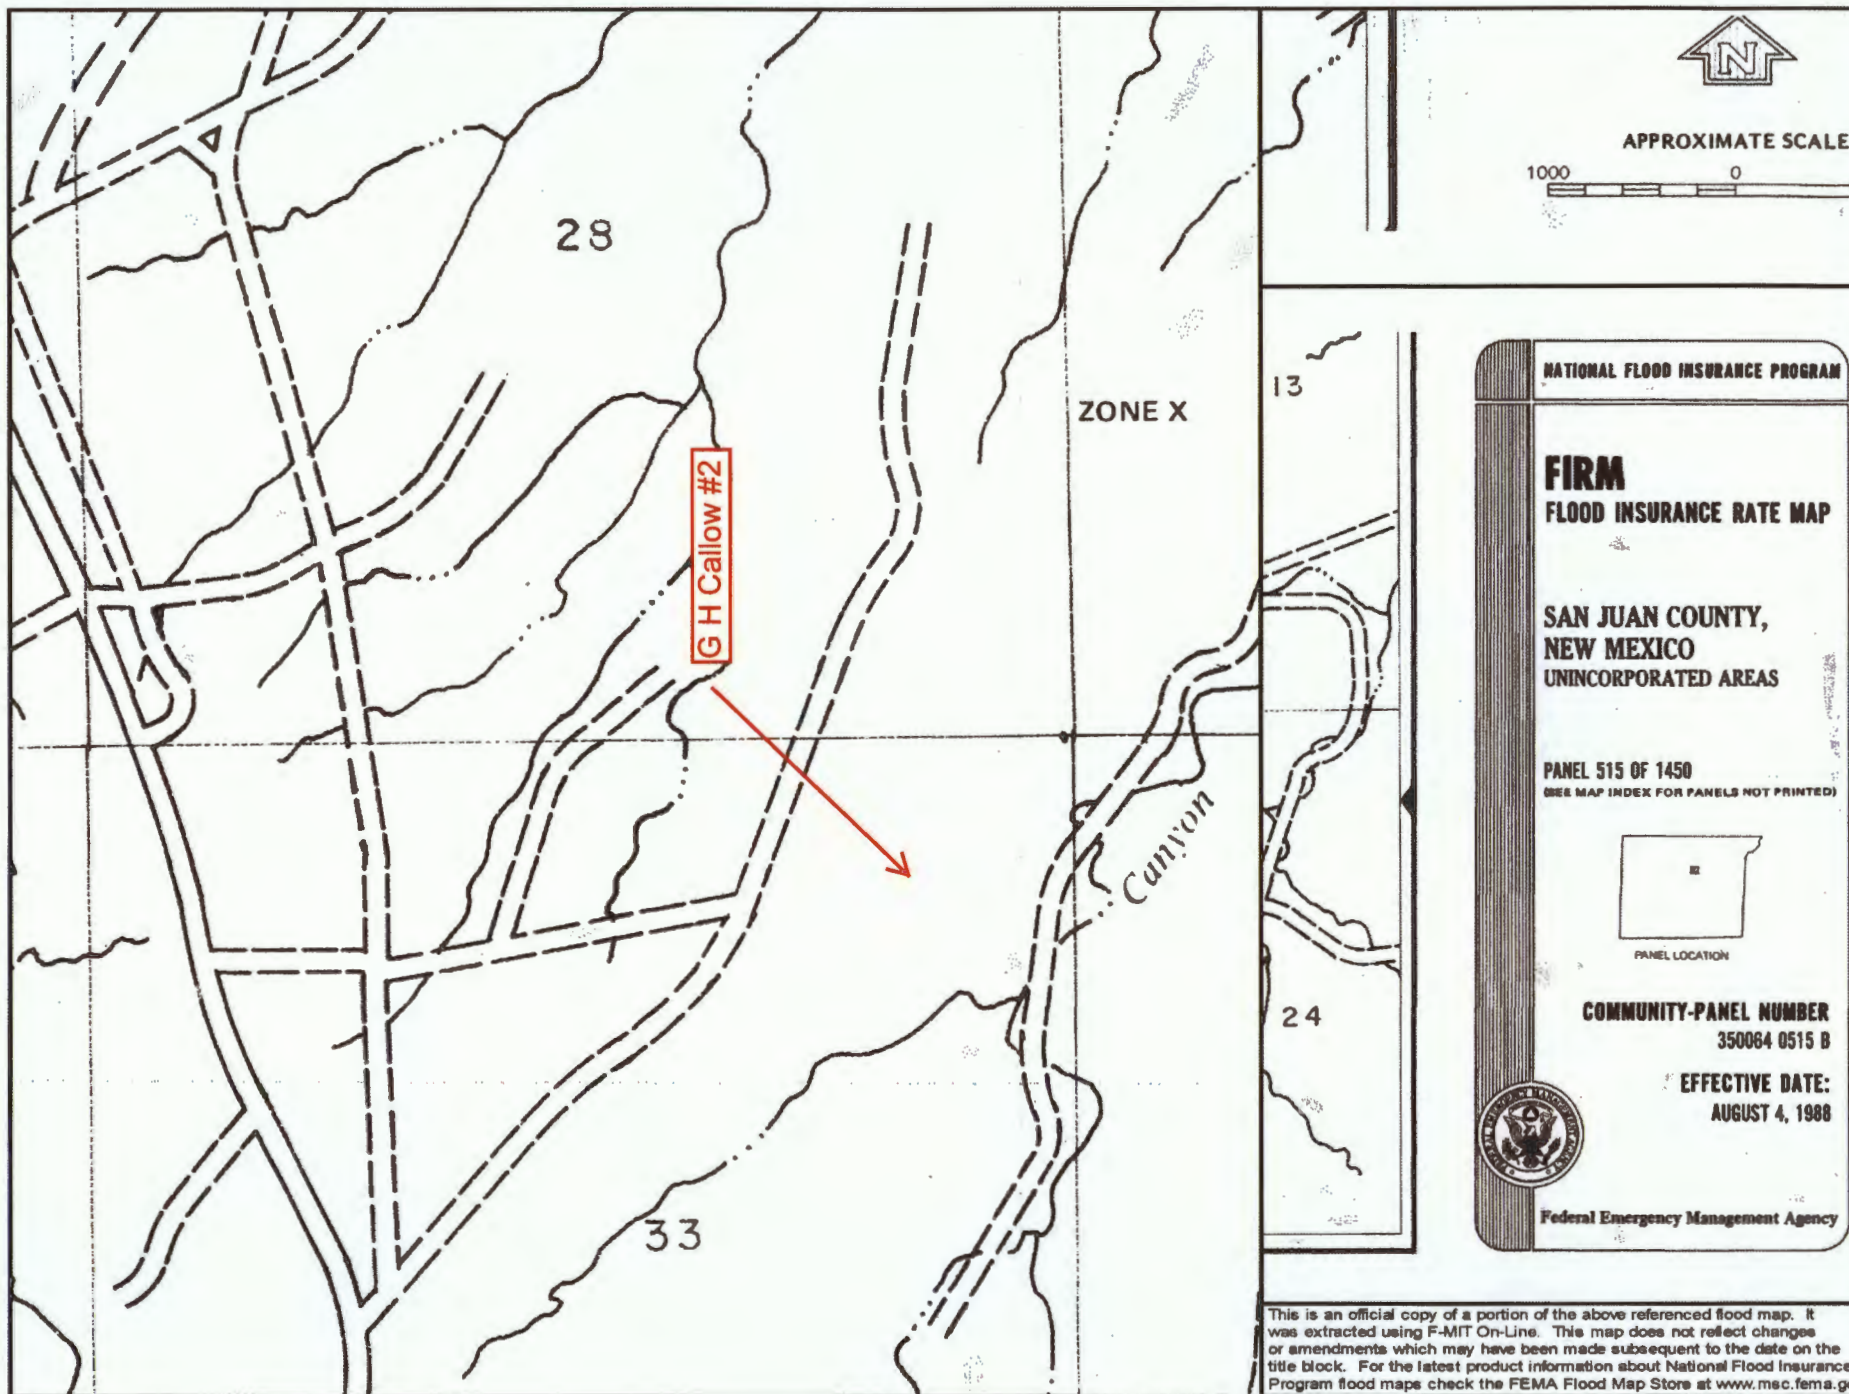 28
ZONE X
G H Callow #2
Canyon
33
N
APPROXIMATE SCALE
1000 0
13
24
NATIONAL FLOOD INSURANCE PROGRAM
FIRM
FLOOD INSURANCE RATE MAP
SAN JUAN COUNTY,
NEW MEXICO
UNINCORPORATED AREAS
PANEL 515 OF 1450
(SEE MAP INDEX FOR PANELS NOT PRINTED)
PANEL LOCATION
COMMUNITY-PANEL NUMBER
350064 0515 B
EFFECTIVE DATE:
AUGUST 4, 1988
Federal Emergency Management Agency
This is an official copy of a portion of the above referenced flood map. It
was extracted using F-MIT On-Line. This map does not reflect changes
or amendments which may have been made subsequent to the date on the
title block. For the latest product information about National Flood Insurance
Program flood maps check the FEMA Flood Map Store at www.msc.fema.g